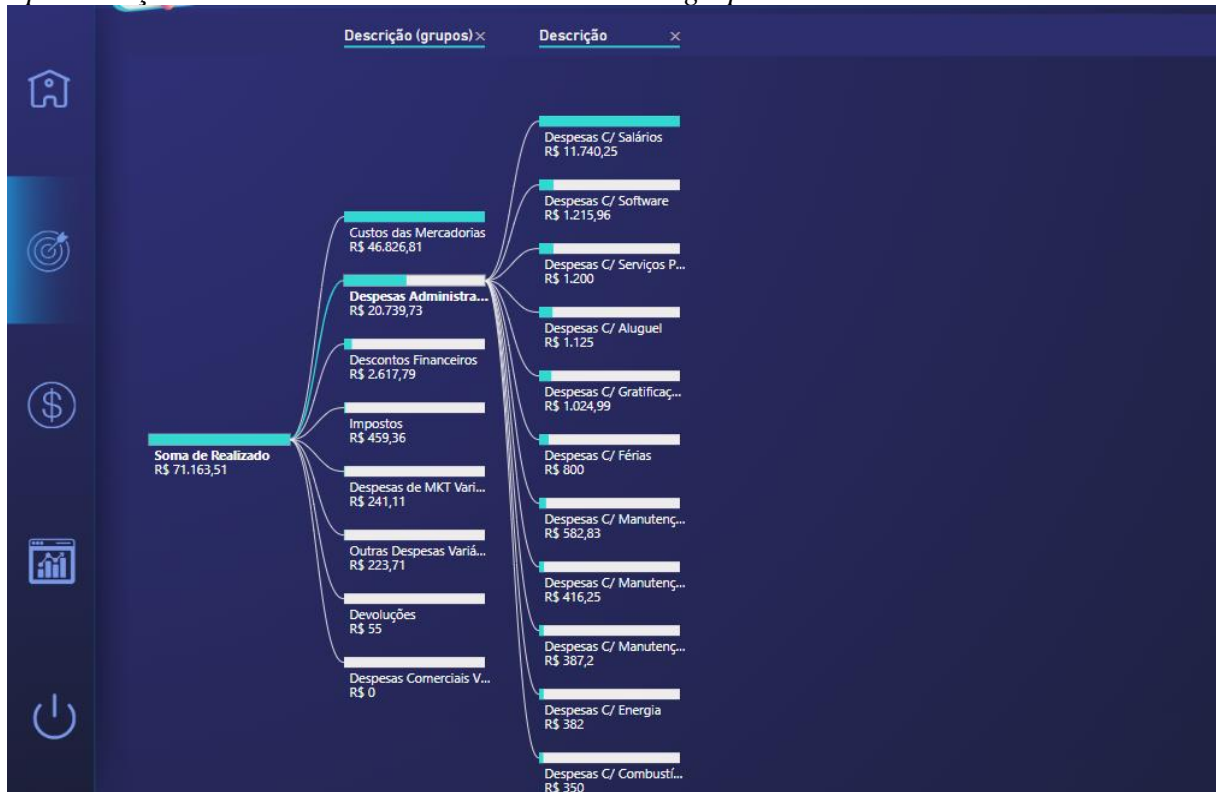 Descrição (grupos)
Descrição
Despesas C/ Salários
R$ 11.740,25
Despesas C/ Software
R$ 1.215,96
Custos das Mercadorias
R$ 46.826,81
Despesas C/ Serviços P...
R$ 1.200
Despesas Administra...
R$ 20.739,73
Despesas C/ Aluguel
R$ 1.125
Descontos Financeiros
R$ 2.617,79
Despesas C/ Gratificaç...
R$ 1.024,99
Impostos
R$ 459,36
Soma de Realizado
R$ 71.163,51
Despesas C/ Férias
R$ 800
Despesas de MKT Vari...
R$ 241,11
Despesas C/ Manutenç...
R$ 582,83
Outras Despesas Variá...
R$ 223,71
Despesas C/ Manutenç...
R$ 416,25
Devoluções
R$ 55
Despesas C/ Manutenç...
R$ 387,2
Despesas Comerciais V...
R$ 0
Despesas C/ Energia
R$ 382
Despesas C/ Combustí...
R$ 350